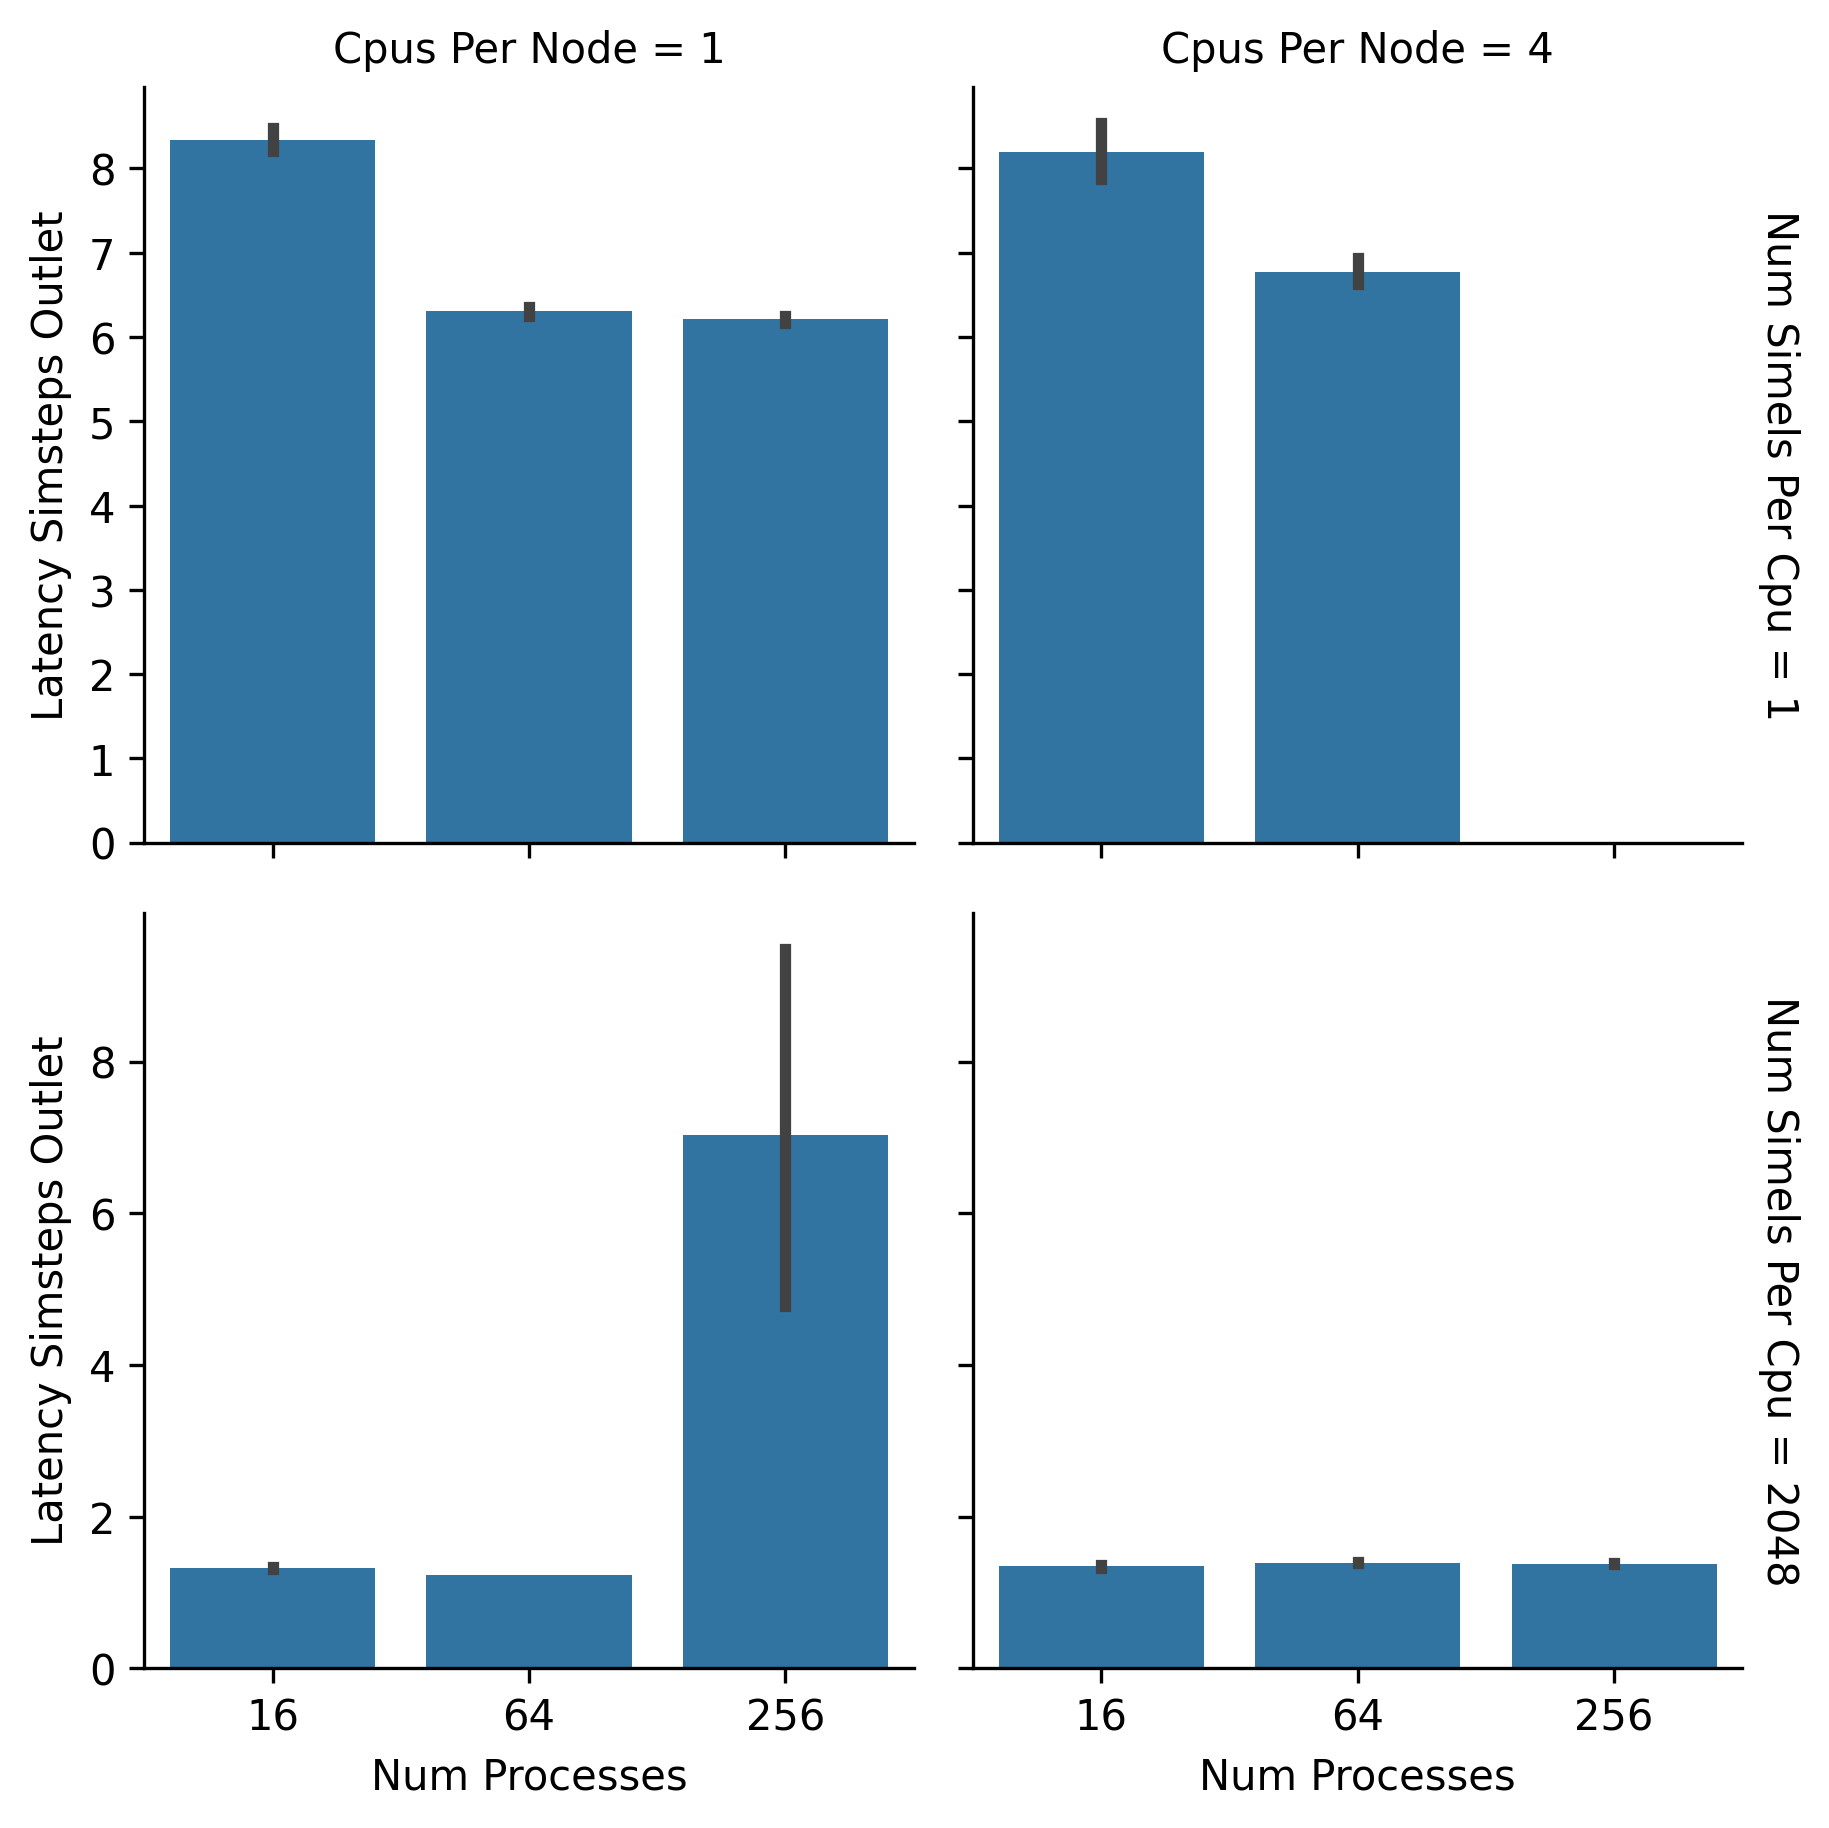 Cpus Per Node = 1
Cpus Per Node = 4
Latency Simsteps Outlet
8
7
6
5
4
3
2
1
0
Num Simels Per Cpu = 1
Latency Simsteps Outlet
8
6
4
2
0
Num Simels Per Cpu = 2048
16 64 256
16 64 256
Num Processes
Num Processes